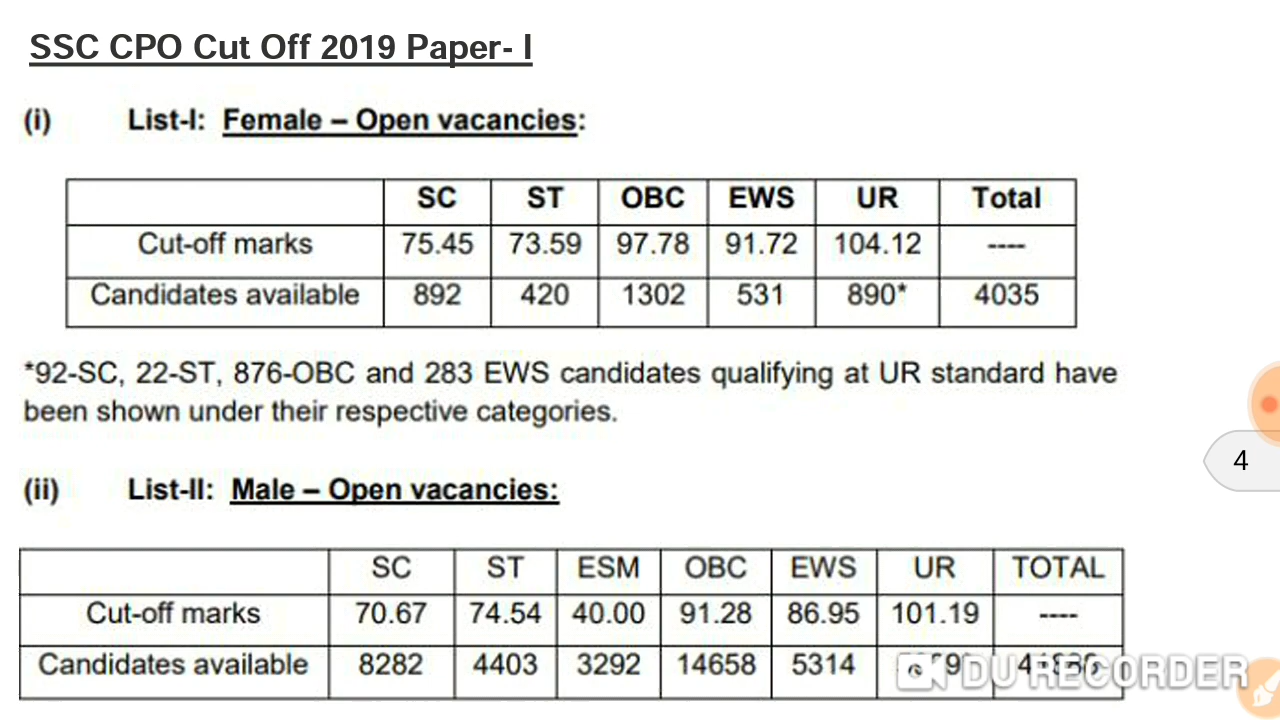 SSC CPO Cut Off 2019 Paper- I
(i) List-I: Female – Open vacancies:
SC ST OBC EWS UR Total
Cut-off marks 75.45 73.59 97.78 91.72 104.12 ----
Candidates available 892 420 1302 531 890* 4035
*92-SC, 22-ST, 876-OBC and 283 EWS candidates qualifying at UR standard have
been shown under their respective categories.
4
(ii) List-II: Male – Open vacancies:
SC ST ESM OBC EWS UR TOTAL
Cut-off marks 70.67 74.54 40.00 91.28 86.95 101.19 ----
Candidates available 8282 4403 3292 14658 5314
DU RECORDER